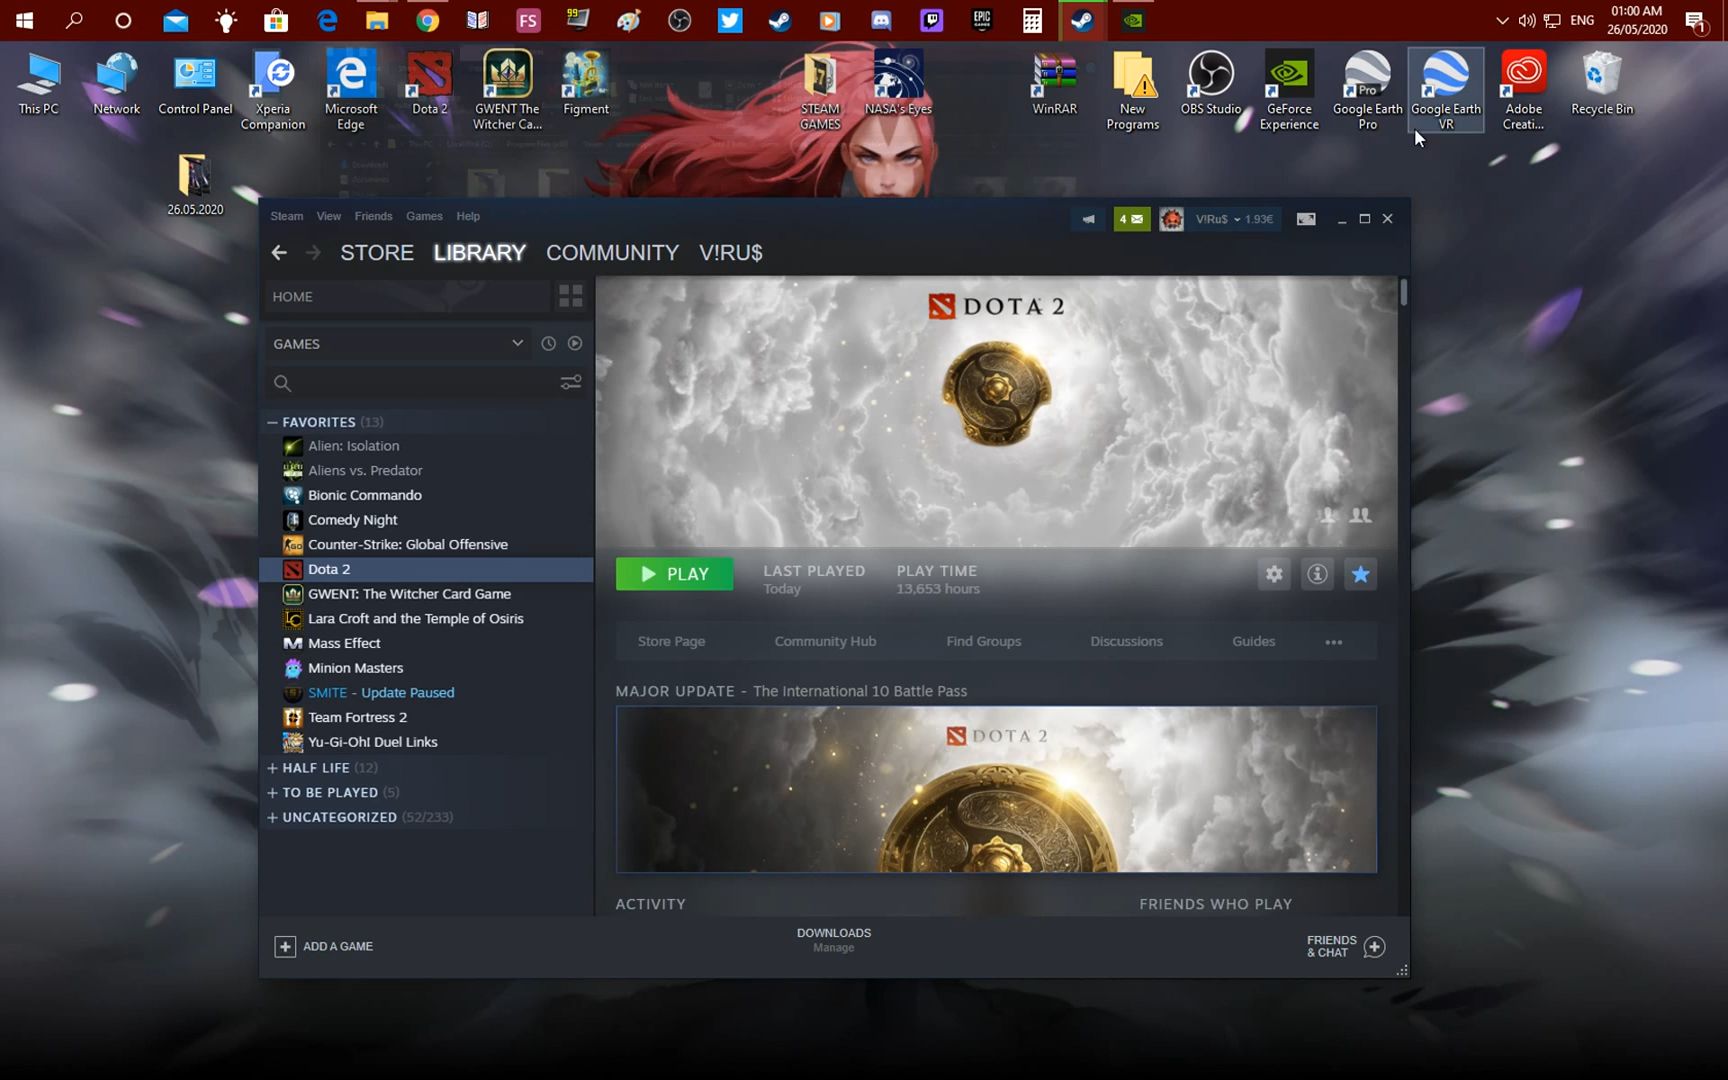 FS
99
EPIC
GAMES
ENG
01:00 AM
26/05/2020
1
This PC
Network
Control Panel
Xperia
Companion
Microsoft
Edge
Dota 2
GWENT The
Witcher Ca...
Figment
STEAM
GAMES
NASA's Eyes
WinRAR
New
Programs
OBS Studio
GeForce
Experience
Pro
Google Earth
Pro
Google Earth
VR
Adobe
Creati...
Recycle Bin
26.05.2020
Steam View Friends Games Help
4
V!Ru$ 1.93€
STORE LIBRARY COMMUNITY V!RU$
HOME
GAMES
FAVORITES (13)
Alien: Isolation
Aliens vs. Predator
Bionic Commando
Comedy Night
Counter-Strike: Global Offensive
Dota 2
GWENT: The Witcher Card Game
Lara Croft and the Temple of Osiris
Mass Effect
Minion Masters
SMITE - Update Paused
Team Fortress 2
Yu-Gi-Oh! Duel Links
HALF LIFE (12)
TO BE PLAYED (5)
UNCATEGORIZED (52/233)
DOTA 2
PLAY
LAST PLAYED
Today
PLAY TIME
13,653 hours
Store Page Community Hub Find Groups Discussions Guides
MAJOR UPDATE - The International 10 Battle Pass
DOTA 2
ACTIVITY
FRIENDS WHO PLAY
ADD A GAME
DOWNLOADS
Manage
FRIENDS
& CHAT